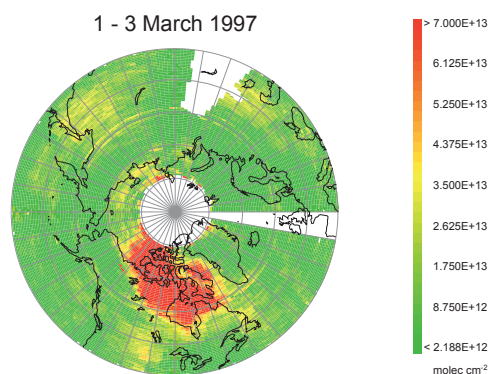 1 - 3 March 1997
> 7.000E+13
6.125E+13
5.250E+13
4.375E+13
3.500E+13
2.625E+13
1.750E+13
8.750E+12
< 2.188E+12
molec cm-2